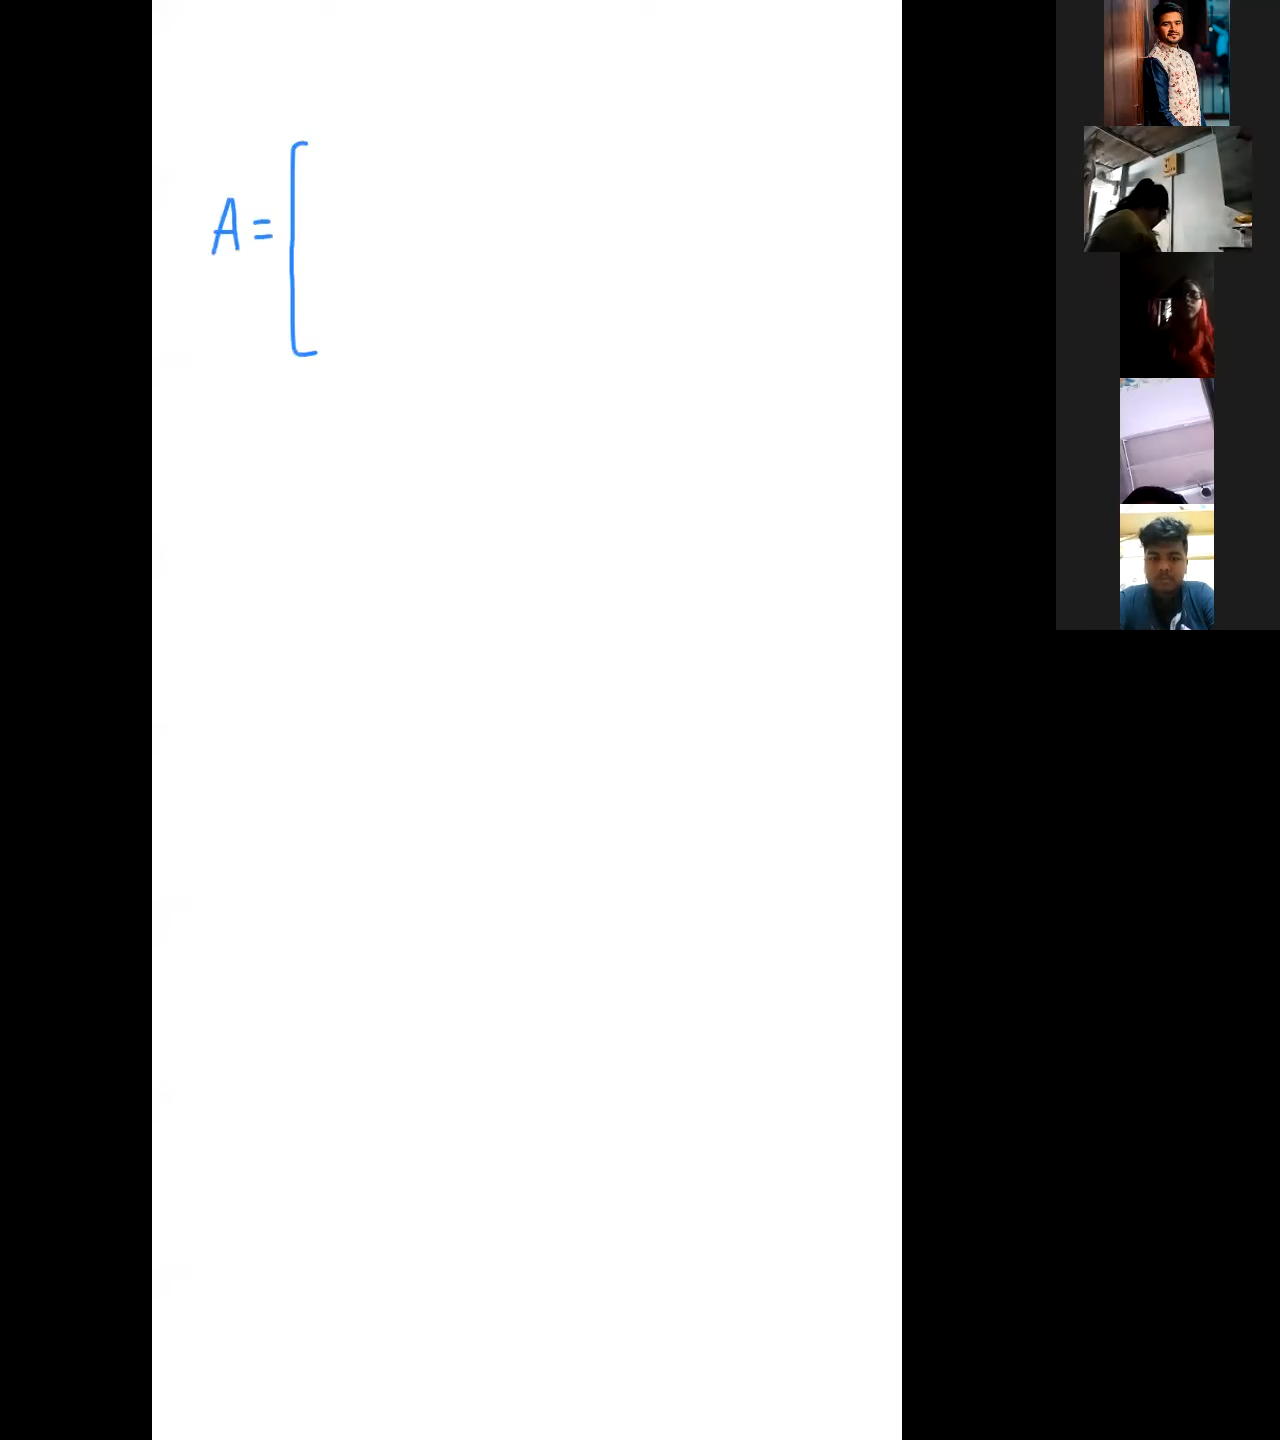 A = [